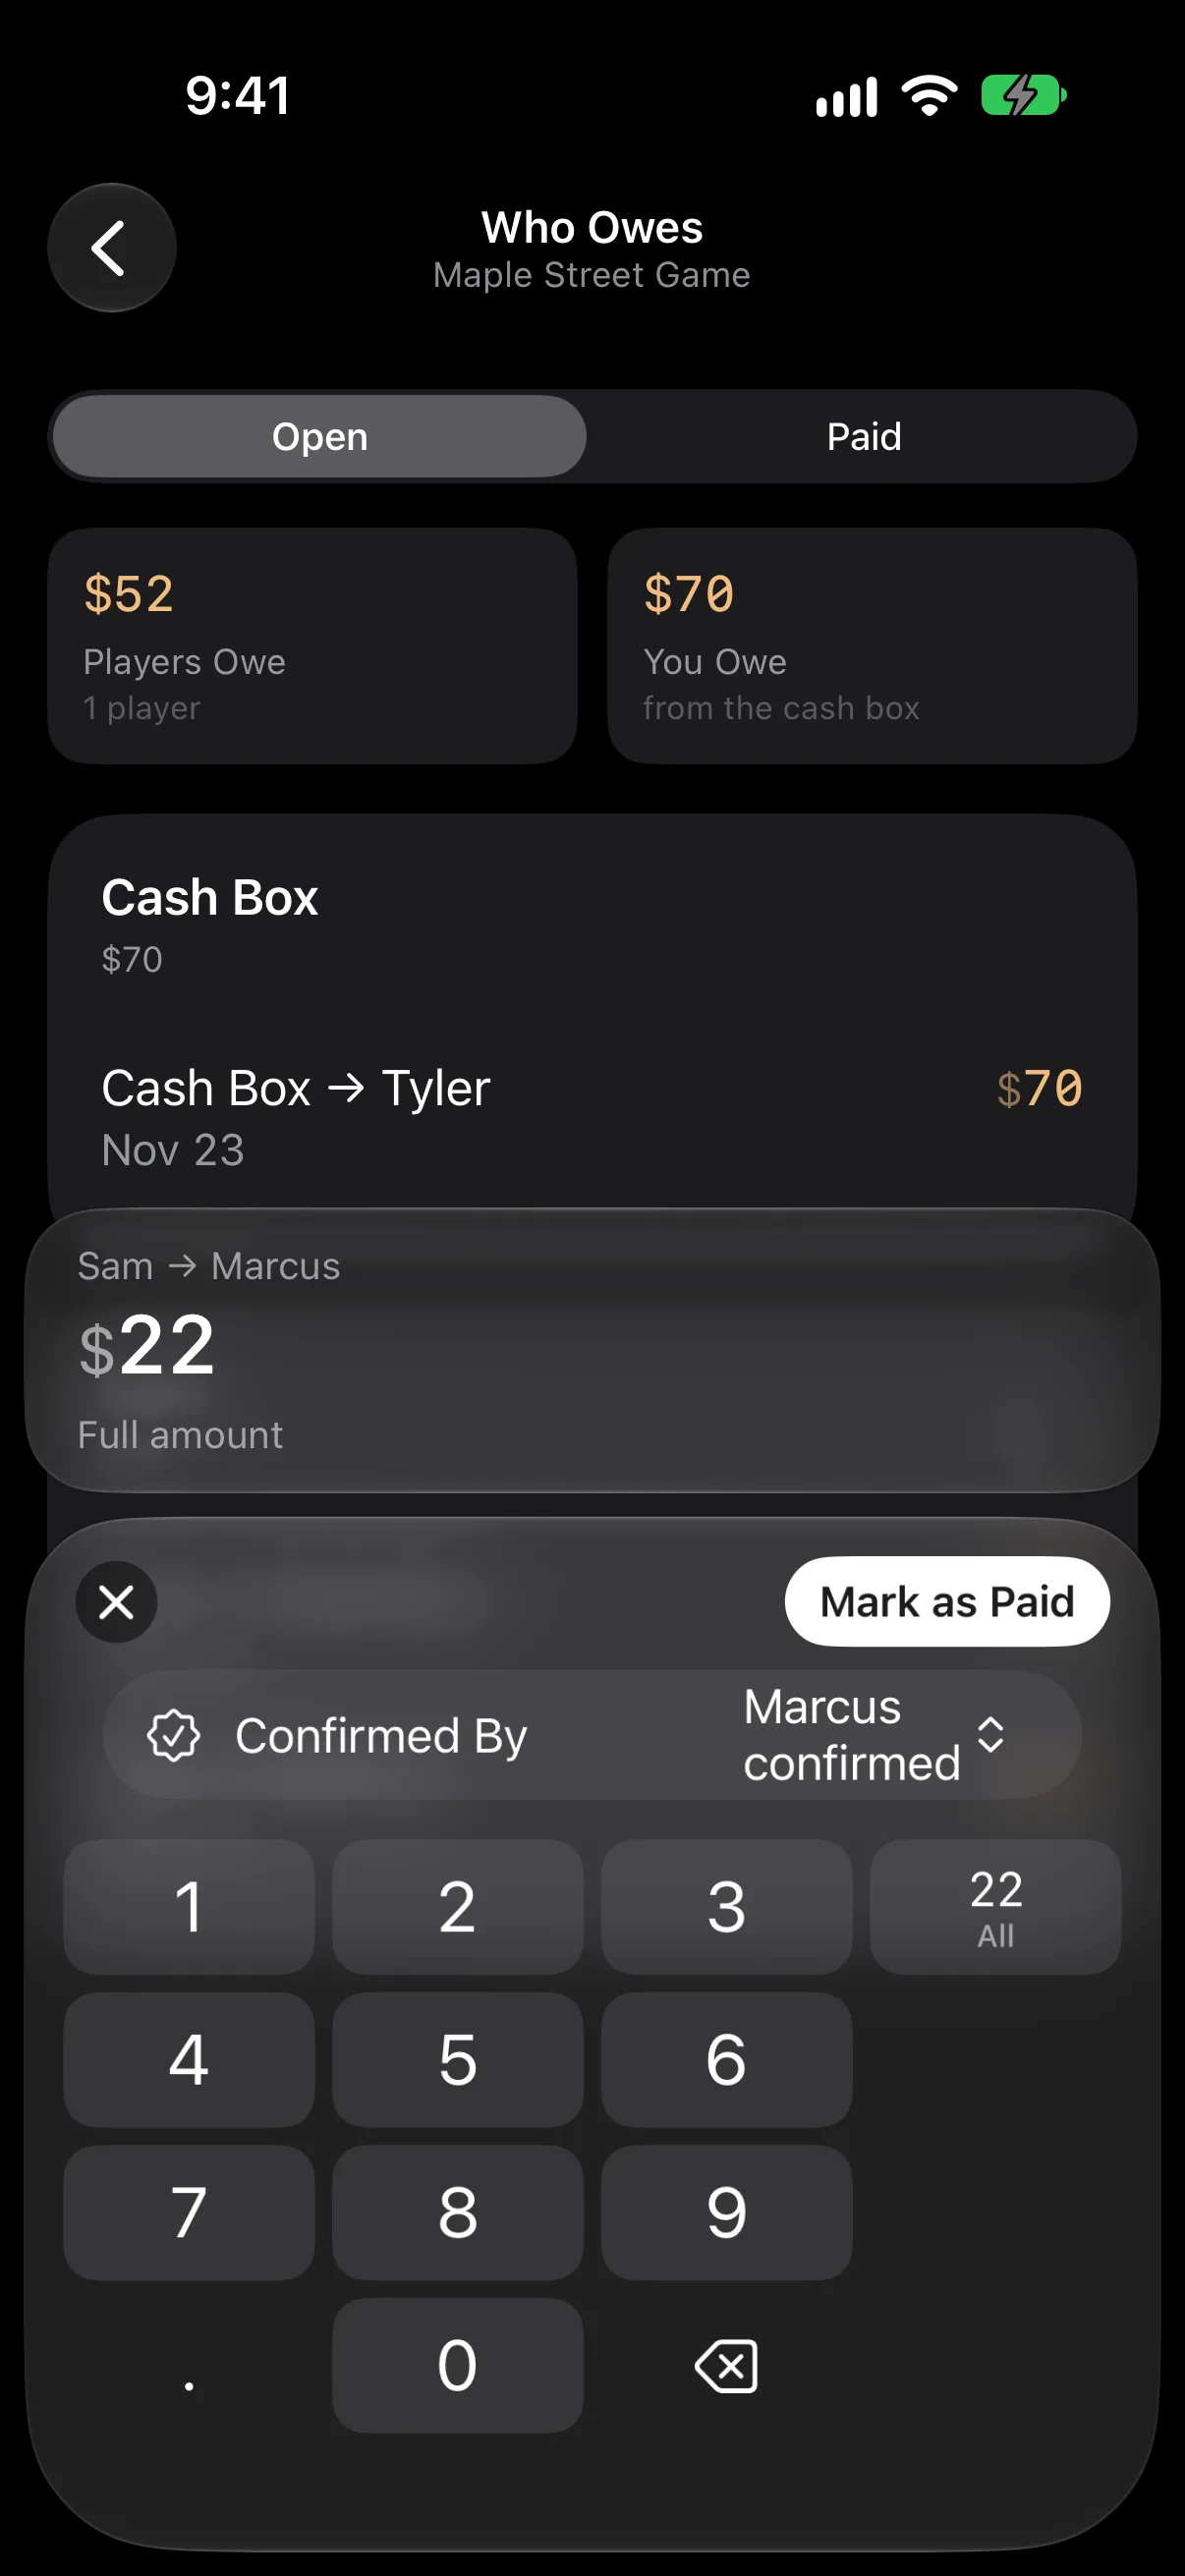 9:41
Who Owes
Maple Street Game
Open
Paid
$52
Players Owe
1 player
$70
You Owe
from the cash box
Cash Box
$70
Cash Box → Tyler
$70
Nov 23
Sam → Marcus
$22
Full amount
Mark as Paid
Confirmed By
Marcus
confirmed
1
2
3
22
All
4
5
6
7
8
9
.
0